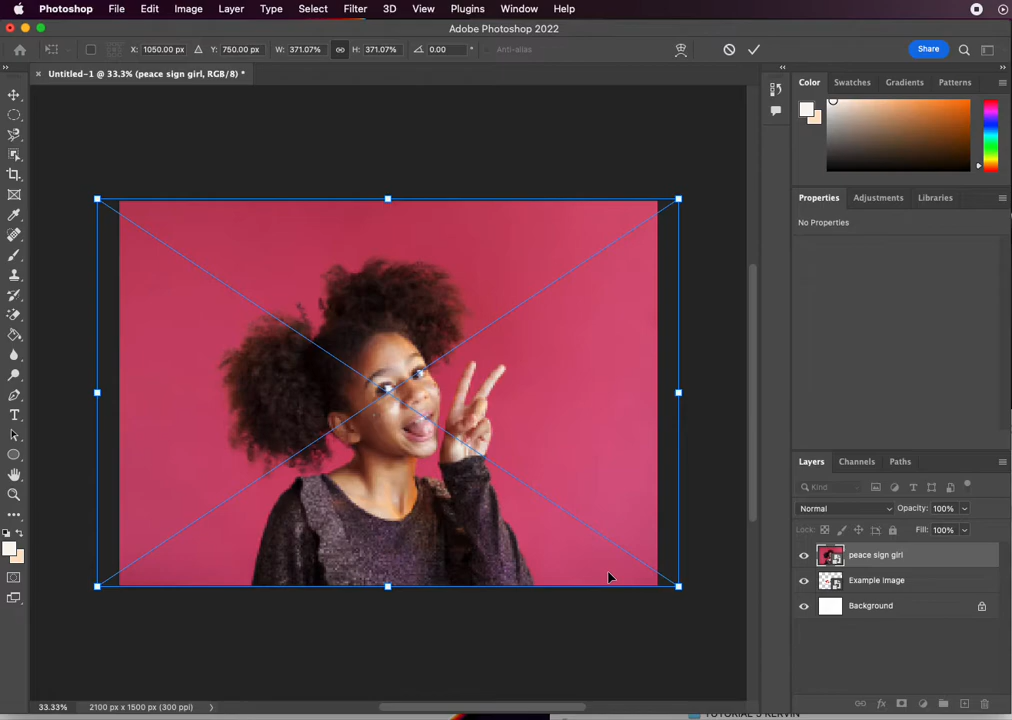 Photoshop File Edit Image Layer Type Select Filter 3D View Plugins Window Help
Adobe Photoshop 2022
X: 1050.00 px Y: 750.00 px W: 371.07% H: 371.07% 0.00 ° Anti-alias Share
Untitled-1 @ 33.3% (peace sign girl, RGB/8) *
Color Swatches Gradients Patterns
Properties Adjustments Libraries
No Properties
Layers Channels Paths
Kind
Normal Opacity: 100%
Lock: Fill: 100%
peace sign girl
Example image
Background
33.33% 2100 px x 1500 px (300 ppi)